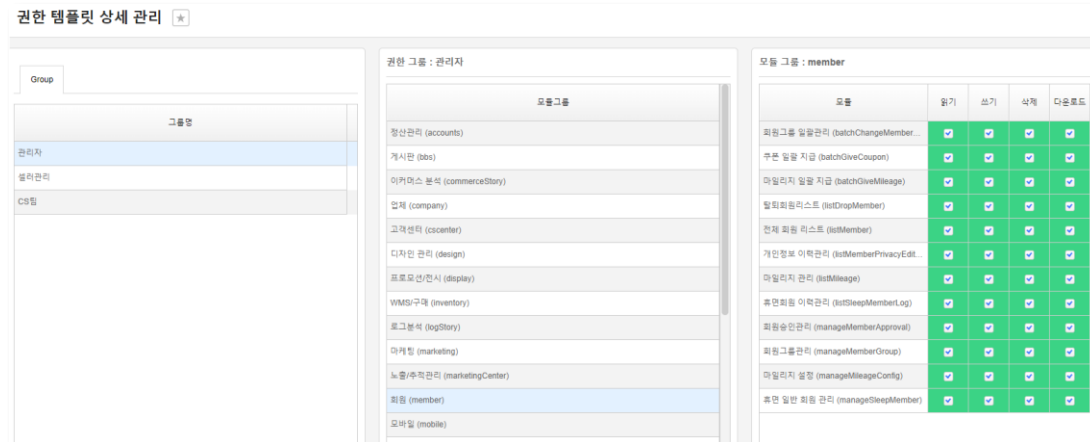 권한 템플릿 상세 관리
Group
그룹명
관리자
셀러관리
CS팀
권한 그룹 : 관리자
모듈그룹
정산관리 (accounts)
게시판 (bbs)
이커머스 분석 (commerceStory)
업체 (company)
고객센터 (cscenter)
디자인 관리 (design)
프로모션/전시 (display)
WMS/구매 (inventory)
로그분석 (logStory)
마케팅 (marketing)
노출/추적관리 (marketingCenter)
회원 (member)
모바일 (mobile)
모듈 그룹 : member
모듈 읽기 쓰기 삭제 다운로드
회원그룹 일괄관리 (batchChangeMember...
쿠폰 일괄 지급 (batchGiveCoupon)
마일리지 일괄 지급 (batchGiveMileage)
탈퇴회원리스트 (listDropMember)
전체 회원 리스트 (listMember)
개인정보 이력관리 (listMemberPrivacyEdit...
마일리지 관리 (listMileage)
휴면회원 이력관리 (listSleepMemberLog)
회원승인관리 (manageMemberApproval)
회원그룹관리 (manageMemberGroup)
마일리지 설정 (manageMileageConfig)
휴면 일반 회원 관리 (manageSleepMember)